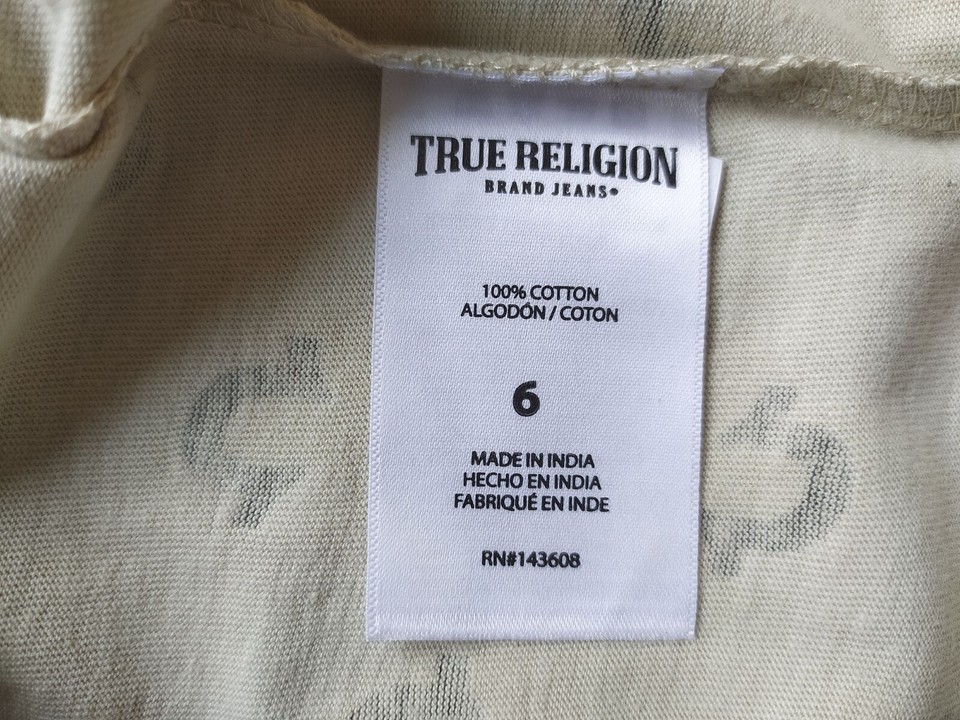 TRUE RELIGION
BRAND JEANS®
100% COTTON
ALGODÓN / COTON
6
MADE IN INDIA
HECHO EN INDIA
FABRIQUÉ EN INDE
RN#143608